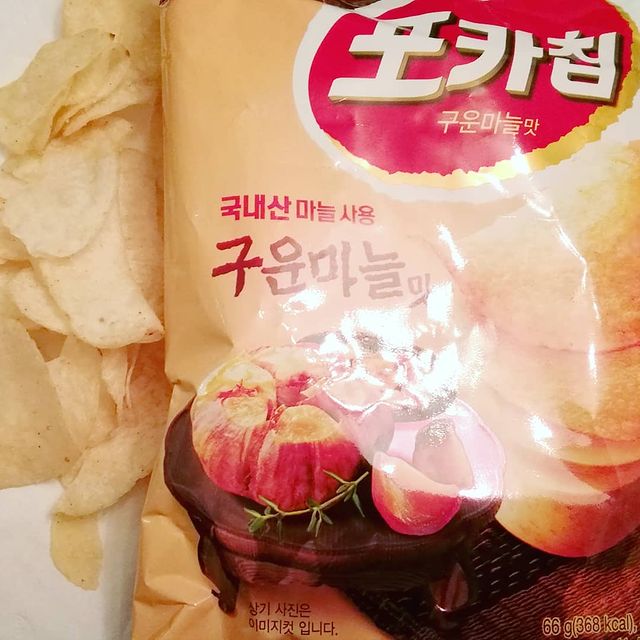 포카칩
구운마늘맛
국내산 마늘 사용
구운마늘맛
상기 사진은
이미지컷 입니다.
66 g(368 kcal)